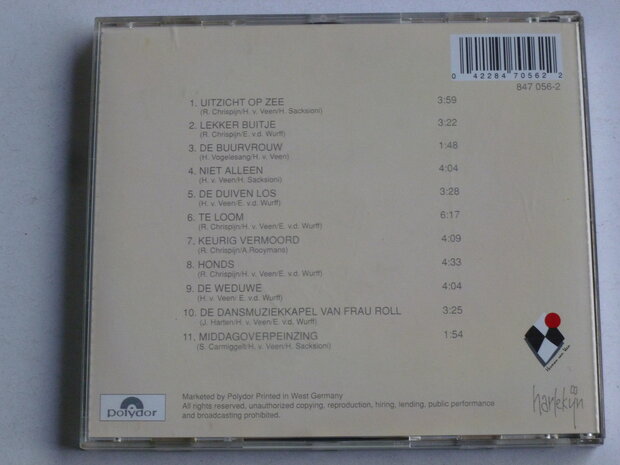 0 42284 70562 2
847 056-2
1. UITZICHT OP ZEE 3:59
(R. Chrispijn/H. v. Veen/H. Sacksioni)
2. LEKKER BUITJE 3:22
(R. Chrispijn/E. v.d. Wurff)
3. DE BUURVROUW 1:48
(H. Vogelesang/H. v. Veen)
4. NIET ALLEEN 4:04
(H. v. Veen/H. Sacksioni)
5. DE DUIVEN LOS 3:28
(H. v. Veen/E. v.d. Wurff)
6. TE LOOM 6:17
(R. Chrispijn/H. v. Veen/E. v.d. Wurff)
7. KEURIG VERMOORD 4:09
(R. Chrispijn/A.Rooymans)
8. HONDS 4:33
(R. Crispijn/H. v. Veen/E. v.d. Wurff)
9. DE WEDUWE 4:04
(H. v. Veen/ E. v.d. Wurff)
10. DE DANSMUZIEKKAPEL VAN FRAU ROLL 3:25
(J. Harten/H. v. Veen/E. v.d. Wurff)
11. MIDDAGOVERPEINZING 1:54
(S. Carmiggelt/H. v. Veen/H. Sacksioni)
Herman van Veen
polydor
Marketed by Polydor Printed in West Germany
All rights reserved, unauthorized copying, reproduction, hiring, lending, public performance
and broadcasting prohibited.
harlekijn